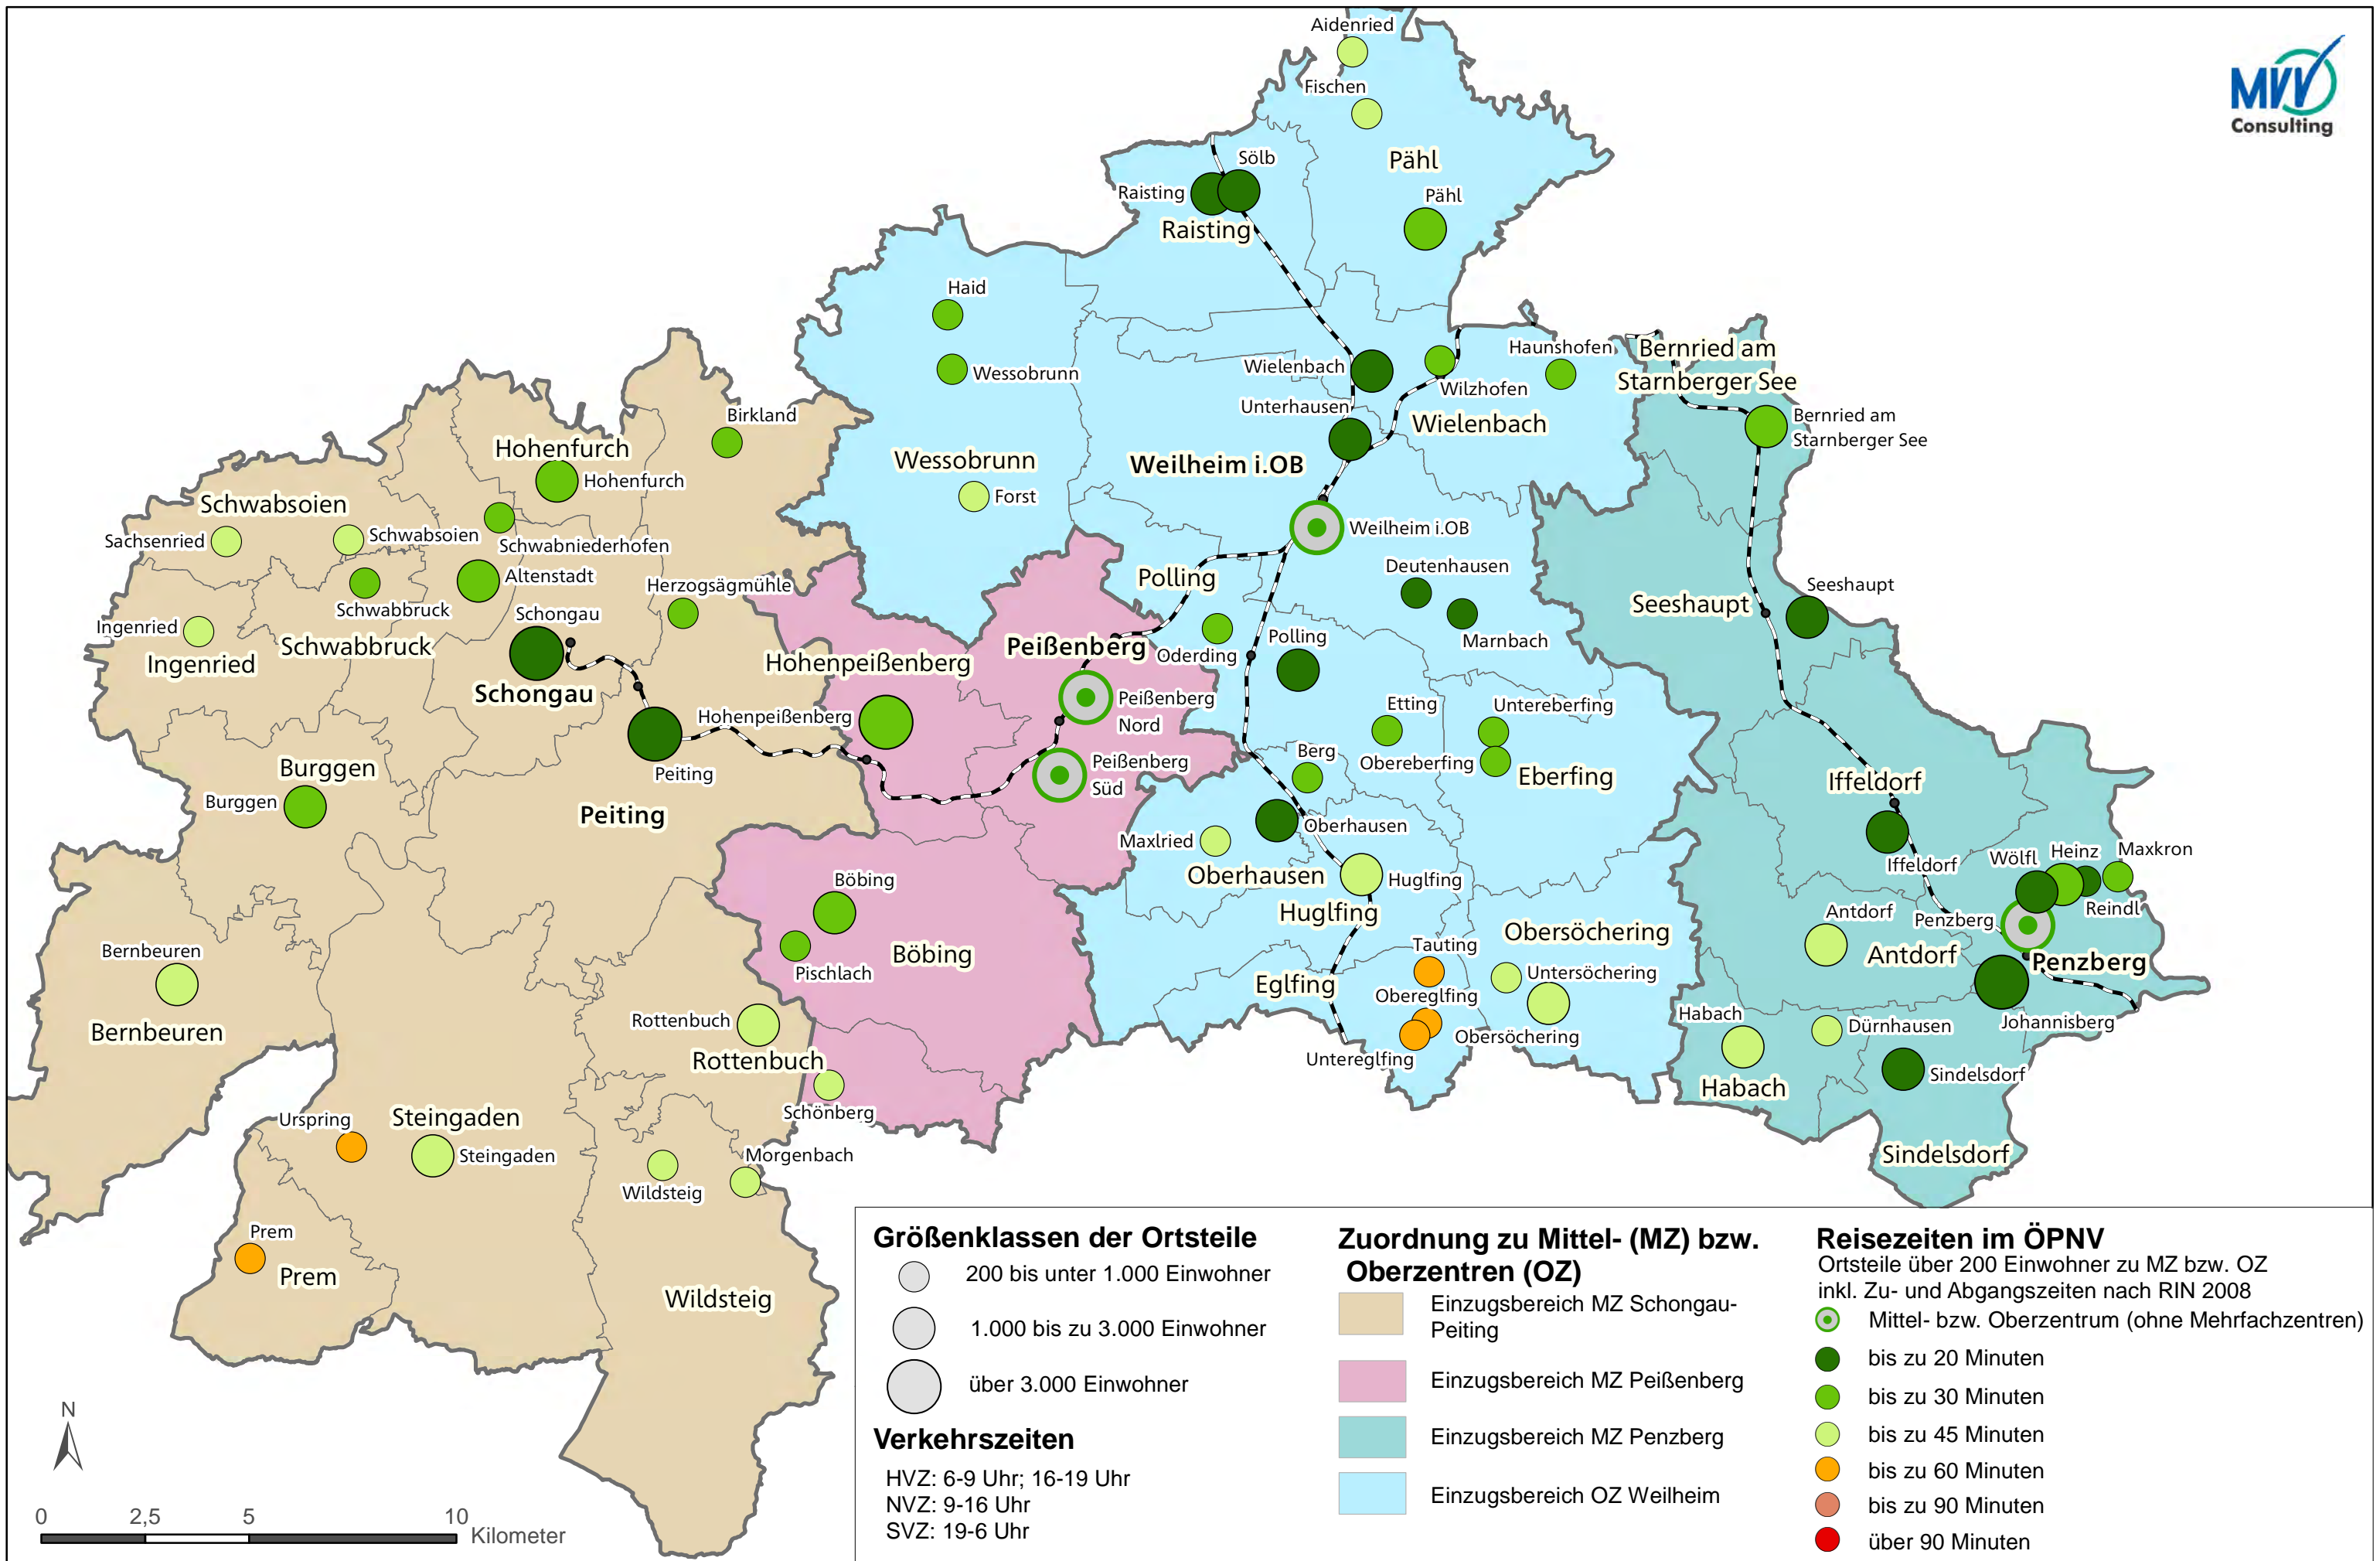 Aidenried
Fischen
MVV
Consulting
Pähl
Pähl
Sölb
Raisting
Raisting
Haid
Wessobrunn
Wessobrunn
Forst
Wielenbach
Unterhausen
Wilzhofen
Haunshofen
Wielenbach
Bernried am
Starnberger See
Bernried am
Starnberger See
Weilheim i.OB
Weilheim i.OB
Birkland
Hohenfurch
Hohenfurch
Schwabsoien
Sachsenried
Schwabsoien
Schwabniederhofen
Altenstadt
Schwabbruck
Schwabbruck
Ingenried
Ingenried
Schongau
Schongau
Herzogsägmühle
Hohenpeißenberg
Hohenpeißenberg
Peiting
Peiting
Burggen
Burggen
Peißenberg
Peißenberg
Nord
Peißenberg
Süd
Polling
Oderding
Polling
Deutenhausen
Marnbach
Seeshaupt
Seeshaupt
Etting
Untereberfing
Obereberfing
Eberfing
Berg
Oberhausen
Maxlried
Oberhausen
Huglfing
Huglfing
Iffeldorf
Iffeldorf
Wölfl
Heinz
Maxkron
Reindl
Penzberg
Penzberg
Johannisberg
Antdorf
Antdorf
Böbing
Pischlach
Böbing
Tauting
Obereglfing
Eglfing
Untereglfing
Obersöchering
Untersöchering
Obersöchering
Habach
Habach
Dürnhausen
Sindelsdorf
Sindelsdorf
Bernbeuren
Bernbeuren
Rottenbuch
Rottenbuch
Schönberg
Urspring
Steingaden
Steingaden
Morgenbach
Wildsteig
Wildsteig
Prem
Prem
N
0 2,5 5 10
Kilometer
Größenklassen der Ortsteile
200 bis unter 1.000 Einwohner
1.000 bis zu 3.000 Einwohner
über 3.000 Einwohner
Verkehrszeiten
HVZ: 6-9 Uhr; 16-19 Uhr
NVZ: 9-16 Uhr
SVZ: 19-6 Uhr
Zuordnung zu Mittel- (MZ) bzw.
Oberzentren (OZ)
Einzugsbereich MZ Schongau-
Peiting
Einzugsbereich MZ Peißenberg
Einzugsbereich MZ Penzberg
Einzugsbereich OZ Weilheim
Reisezeiten im ÖPNV
Ortsteile über 200 Einwohner zu MZ bzw. OZ
inkl. Zu- und Abgangszeiten nach RIN 2008
Mittel- bzw. Oberzentrum (ohne Mehrfachzentren)
bis zu 20 Minuten
bis zu 30 Minuten
bis zu 45 Minuten
bis zu 60 Minuten
bis zu 90 Minuten
über 90 Minuten